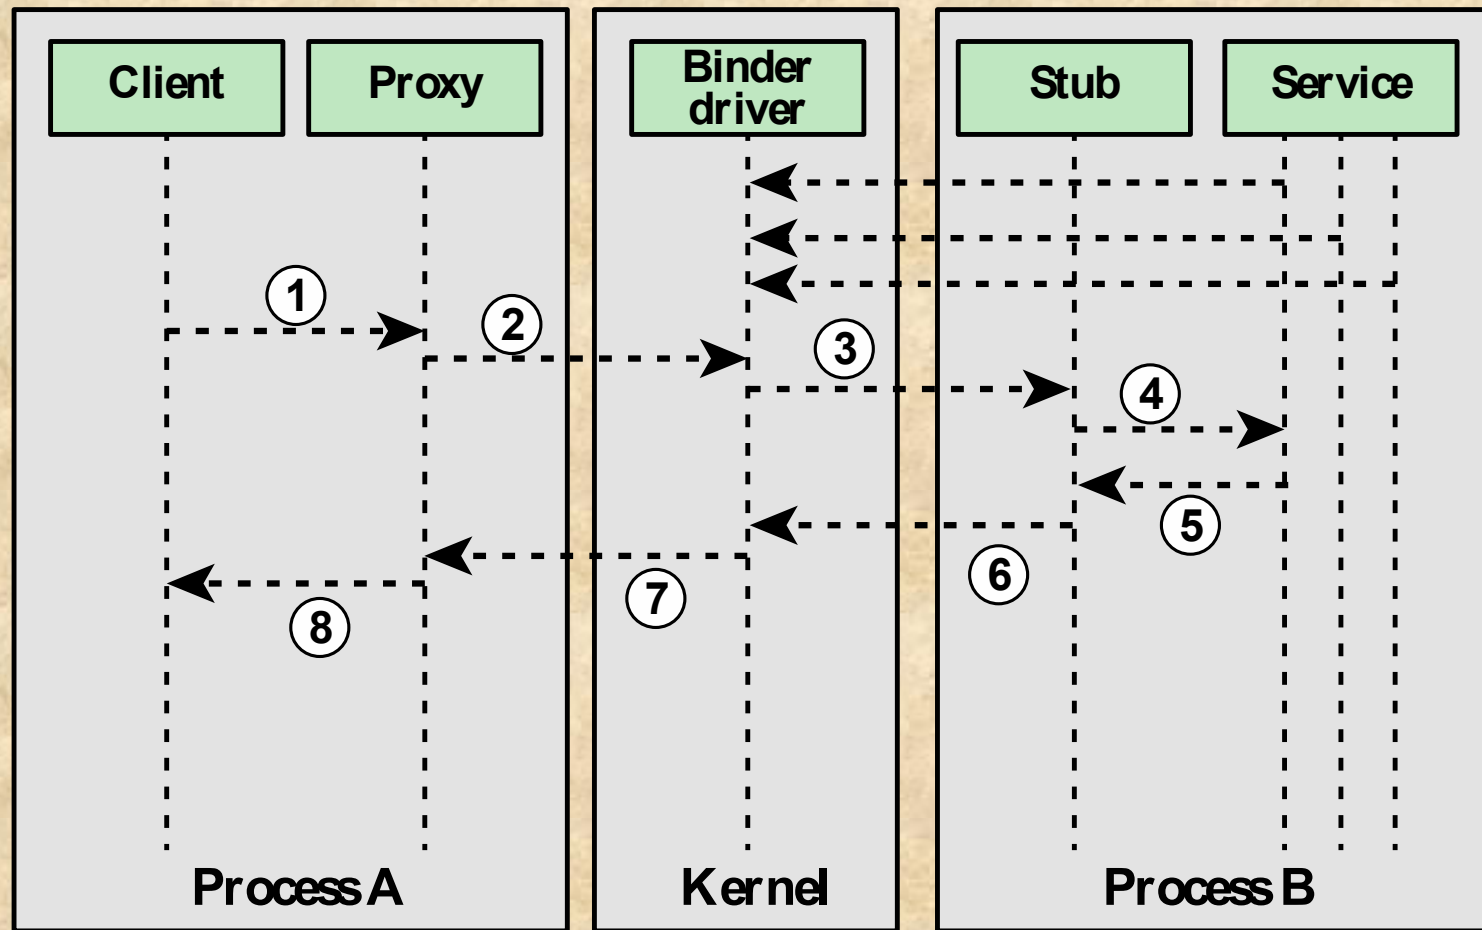 Client
Proxy
Binder
driver
Stub
Service
1
2
3
4
5
6
7
8
Process A
Kernel
Process B